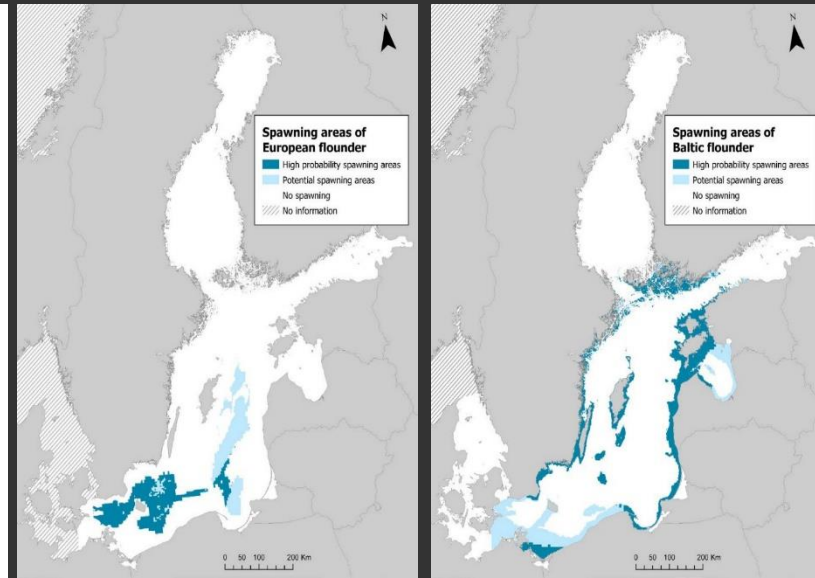 N
Spawning areas of
European flounder
High probability spawning areas
Potential spawning areas
No spawning
No information
0 50 100 200 Km
N
Spawning areas of
Baltic flounder
High probability spawning areas
Potential spawning areas
No spawning
No information
0 50 100 200 Km